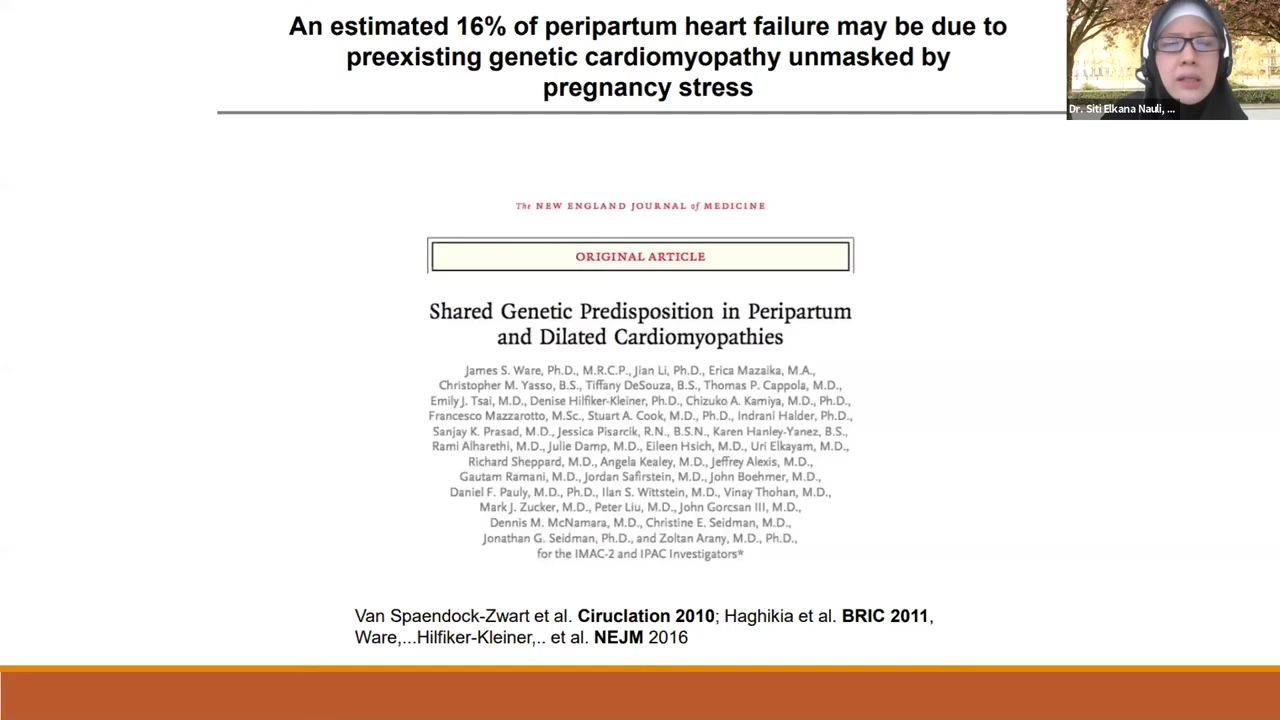 An estimated 16% of peripartum heart failure may be due to
preexisting genetic cardiomyopathy unmasked by
pregnancy stress
Dr. Siti Elkana Nauli, ...
The NEW ENGLAND JOURNAL of MEDICINE
ORIGINAL ARTICLE
Shared Genetic Predisposition in Peripartum
and Dilated Cardiomyopathies
James S. Ware, Ph.D., M.R.C.P., Jian Li, Ph.D., Erica Mazaika, M.A.,
Christopher M. Yasso, B.S., Tiffany DeSouza, B.S., Thomas P. Cappola, M.D.,
Emily J. Tsai, M.D., Denise Hilfiker-Kleiner, Ph.D., Chizuko A. Kamiya, M.D., Ph.D.,
Francesco Mazzarotto, M.Sc., Stuart A. Cook, M.D., Ph.D., Indrani Halder, Ph.D.,
Sanjay K. Prasad, M.D., Jessica Pisarcik, R.N., B.S.N., Karen Hanley-Yanez, B.S.,
Rami Alharethi, M.D., Julie Damp, M.D., Eileen Hsich, M.D., Uri Elkayam, M.D.,
Richard Sheppard, M.D., Angela Kealey, M.D., Jeffrey Alexis, M.D.,
Gautam Ramani, M.D., Jordan Safirstein, M.D., John Boehmer, M.D.,
Daniel F. Pauly, M.D., Ph.D., Ilan S. Wittstein, M.D., Vinay Thohan, M.D.,
Mark J. Zucker, M.D., Peter Liu, M.D., John Gorcsan III, M.D.,
Dennis M. McNamara, M.D., Christine E. Seidman, M.D.,
Jonathan G. Seidman, Ph.D., and Zoltan Arany, M.D., Ph.D.,
for the IMAC-2 and IPAC Investigators*
Van Spaendock-Zwart et al. Ciruclation 2010; Haghikia et al. BRIC 2011,
Ware,...Hilfiker-Kleiner,.. et al. NEJM 2016